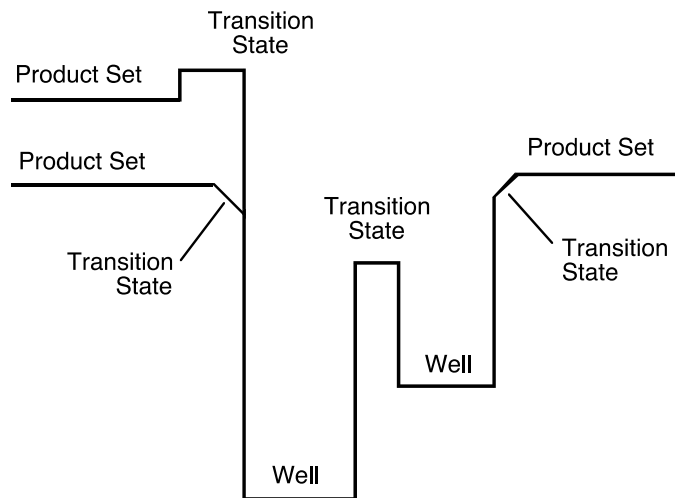 Transition
State
Product Set
Product Set
Product Set
Transition
State
Transition
State
Transition
State
Well
Well